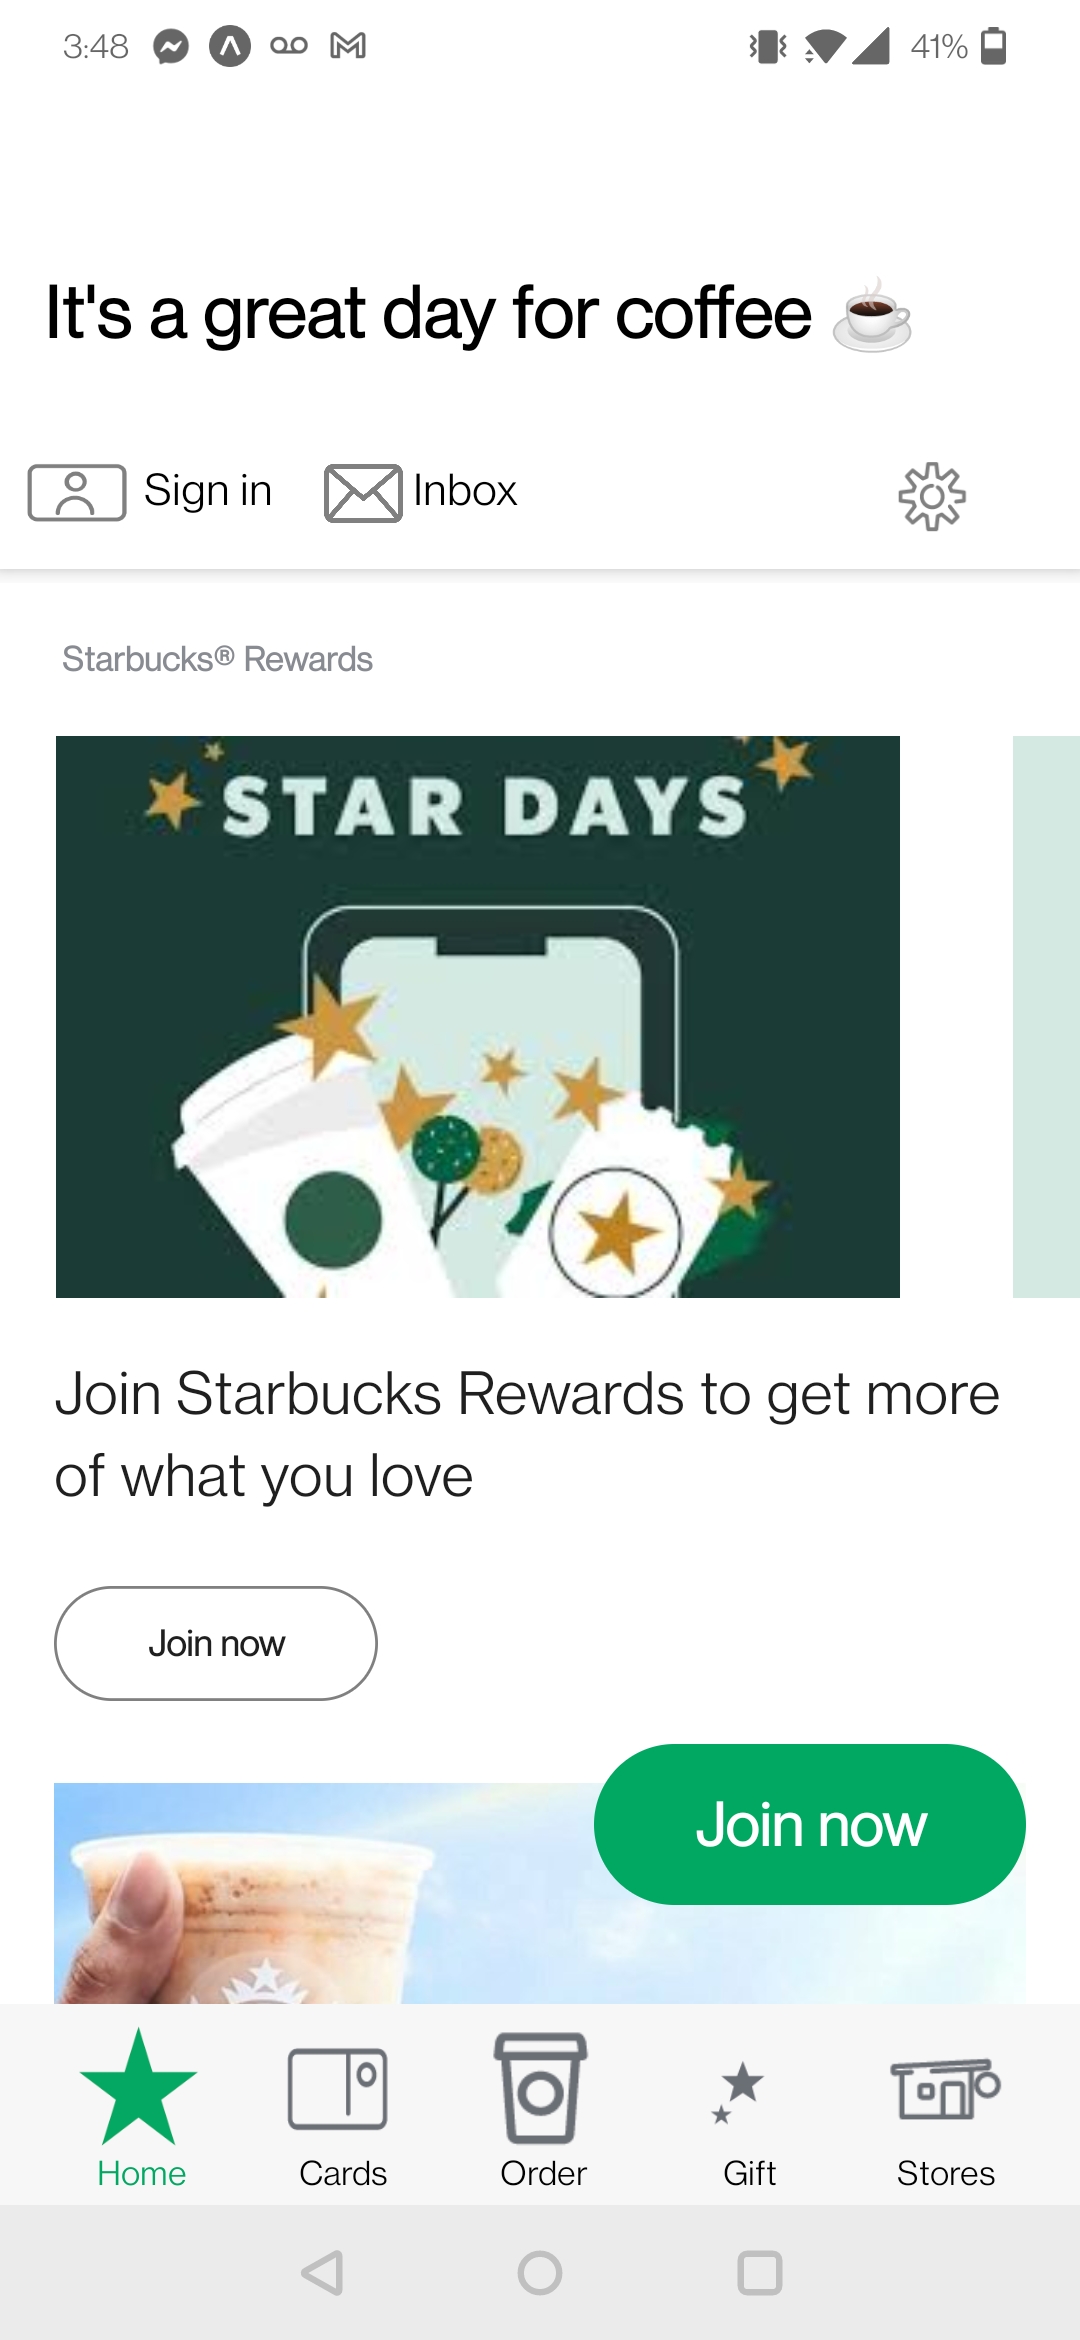 3:48
41%
It's a great day for coffee ☕
Sign in
Inbox
Starbucks® Rewards
STAR DAYS
Join Starbucks Rewards to get more
of what you love
Join now
Join now
Home
Cards
Order
Gift
Stores